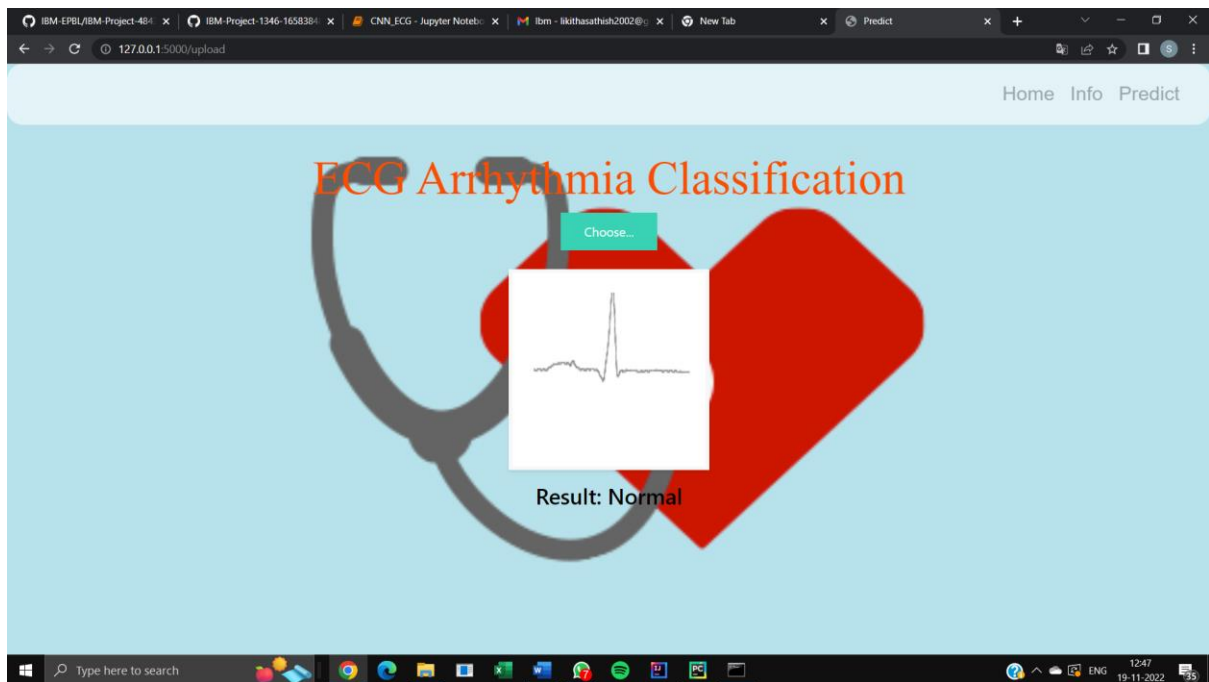 IBM-EPBL/IBM-Project-484
IBM-Project-1346-1658384
CNN_ECG - Jupyter Notebo
Ibm - likithasathish2002@g
New Tab
Predict
127.0.0.1:5000/upload
S
Home Info Predict
ECG Arrhythmia Classification
Choose...
Result: Normal
Type here to search
ENG
12:47
19-11-2022
35